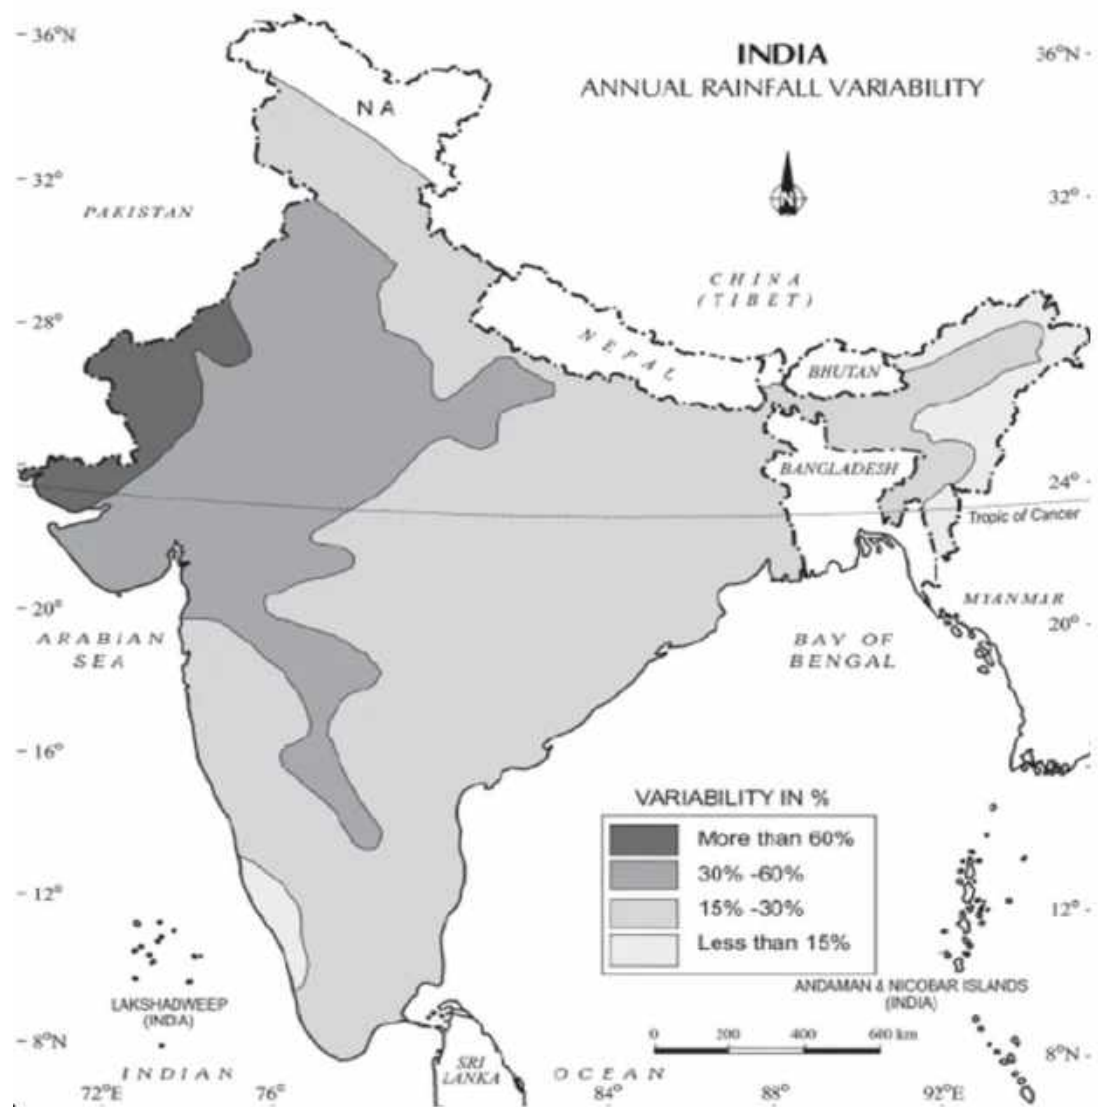 36°N
INDIA
36°N
ANNUAL RAINFALL VARIABILITY
NA
32°
32°
PAKISTAN
N
CHINA
(TIBET)
28°
NEPAL
BHUTAN
BANGLADESH
24°
Tropic of Cancer
20°
MYANMAR
20°
ARABIAN
SEA
BAY OF
BENGAL
16°
VARIABILITY IN %
More than 60%
30% -60%
15% -30%
Less than 15%
12°
12°
ANDAMAN & NICOBAR ISLANDS
(INDIA)
LAKSHADWEEP
(INDIA)
0 200 400 600 km
8°N
8°N
SRI
LANKA
INDIAN OCEAN
72°E 76° 84° 88° 92°E